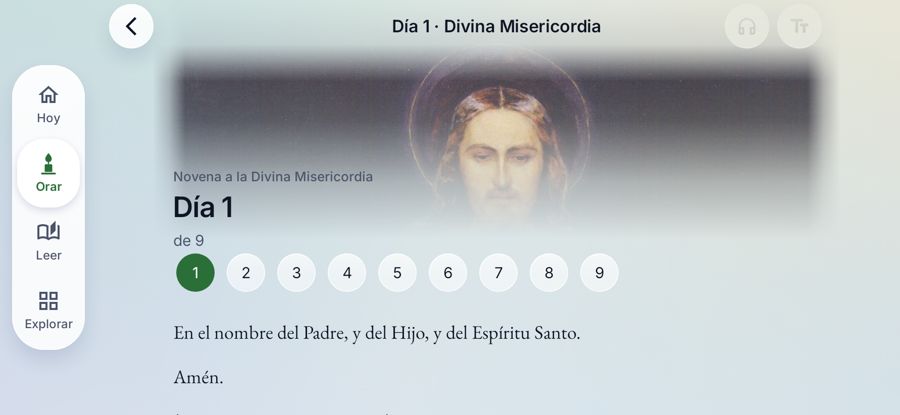 Día 1 · Divina Misericordia
Tr
Hoy
Orar
Leer
Explorar
Novena a la Divina Misericordia
Día 1
de 9
1 2 3 4 5 6 7 8 9
En el nombre del Padre, y del Hijo, y del Espíritu Santo.
Amén.